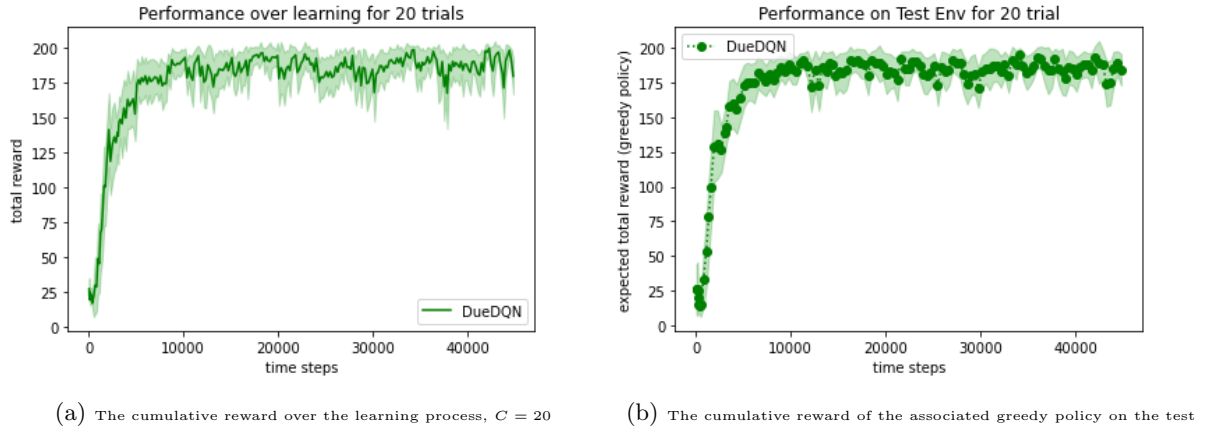 Performance over learning for 20 trials
200
175
150
125
100
75
50
25
0
total reward
DueDQN
0 10000 20000 30000 40000
time steps
(a) The cumulative reward over the learning process, C = 20
Performance on Test Env for 20 trial
200
175
150
125
100
75
50
25
0
expected total reward (greedy policy)
DueDQN
0 10000 20000 30000 40000
time steps
(b) The cumulative reward of the associated greedy policy on the test